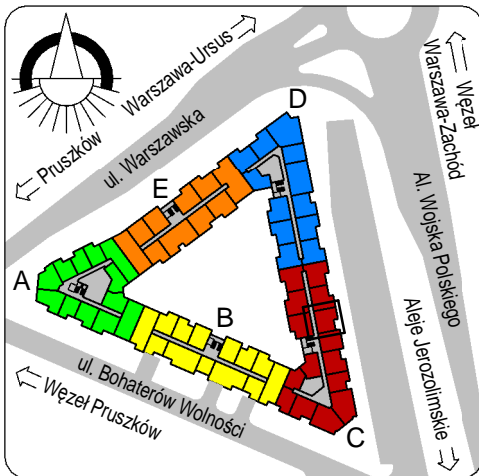 Warszawa-Ursus
Pruszków
ul. Warszawska
D
Węzeł
Warszawa-Zachód
E
Al. Wojska Polskiego
A
B
Aleje Jerozolimskie
ul. Bohaterów Wolności
Węzeł Pruszków
C